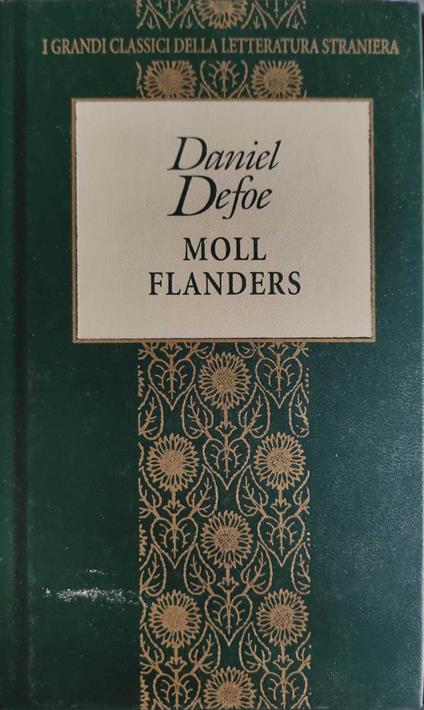 I GRANDI CLASSICI DELLA LETTERATURA STRANIERA
Daniel
Defoe
MOLL
FLANDERS